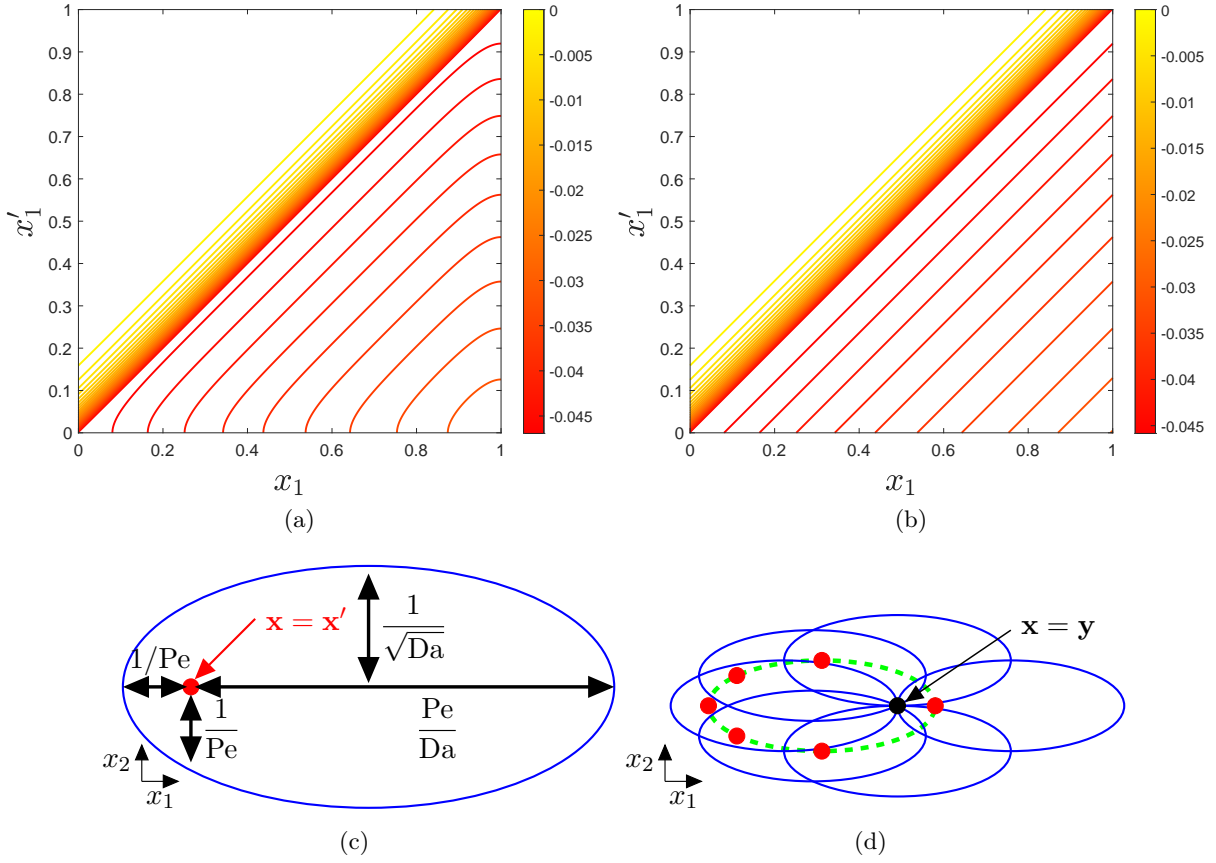 1
0.9
0.8
0.7
0.6
0.5
0.4
0.3
0.2
0.1
0
0 0.2 0.4 0.6 0.8 1
x₁′
x₁
0
-0.005
-0.01
-0.015
-0.02
-0.025
-0.03
-0.035
-0.04
-0.045
(a)
1
0.9
0.8
0.7
0.6
0.5
0.4
0.3
0.2
0.1
0
0 0.2 0.4 0.6 0.8 1
x₁′
x₁
0
-0.005
-0.01
-0.015
-0.02
-0.025
-0.03
-0.035
-0.04
-0.045
(b)
x = x′
1/√Da
1/Pe
1/Pe
Pe/Da
x₂
x₁
(c)
x = y
x₂
x₁
(d)